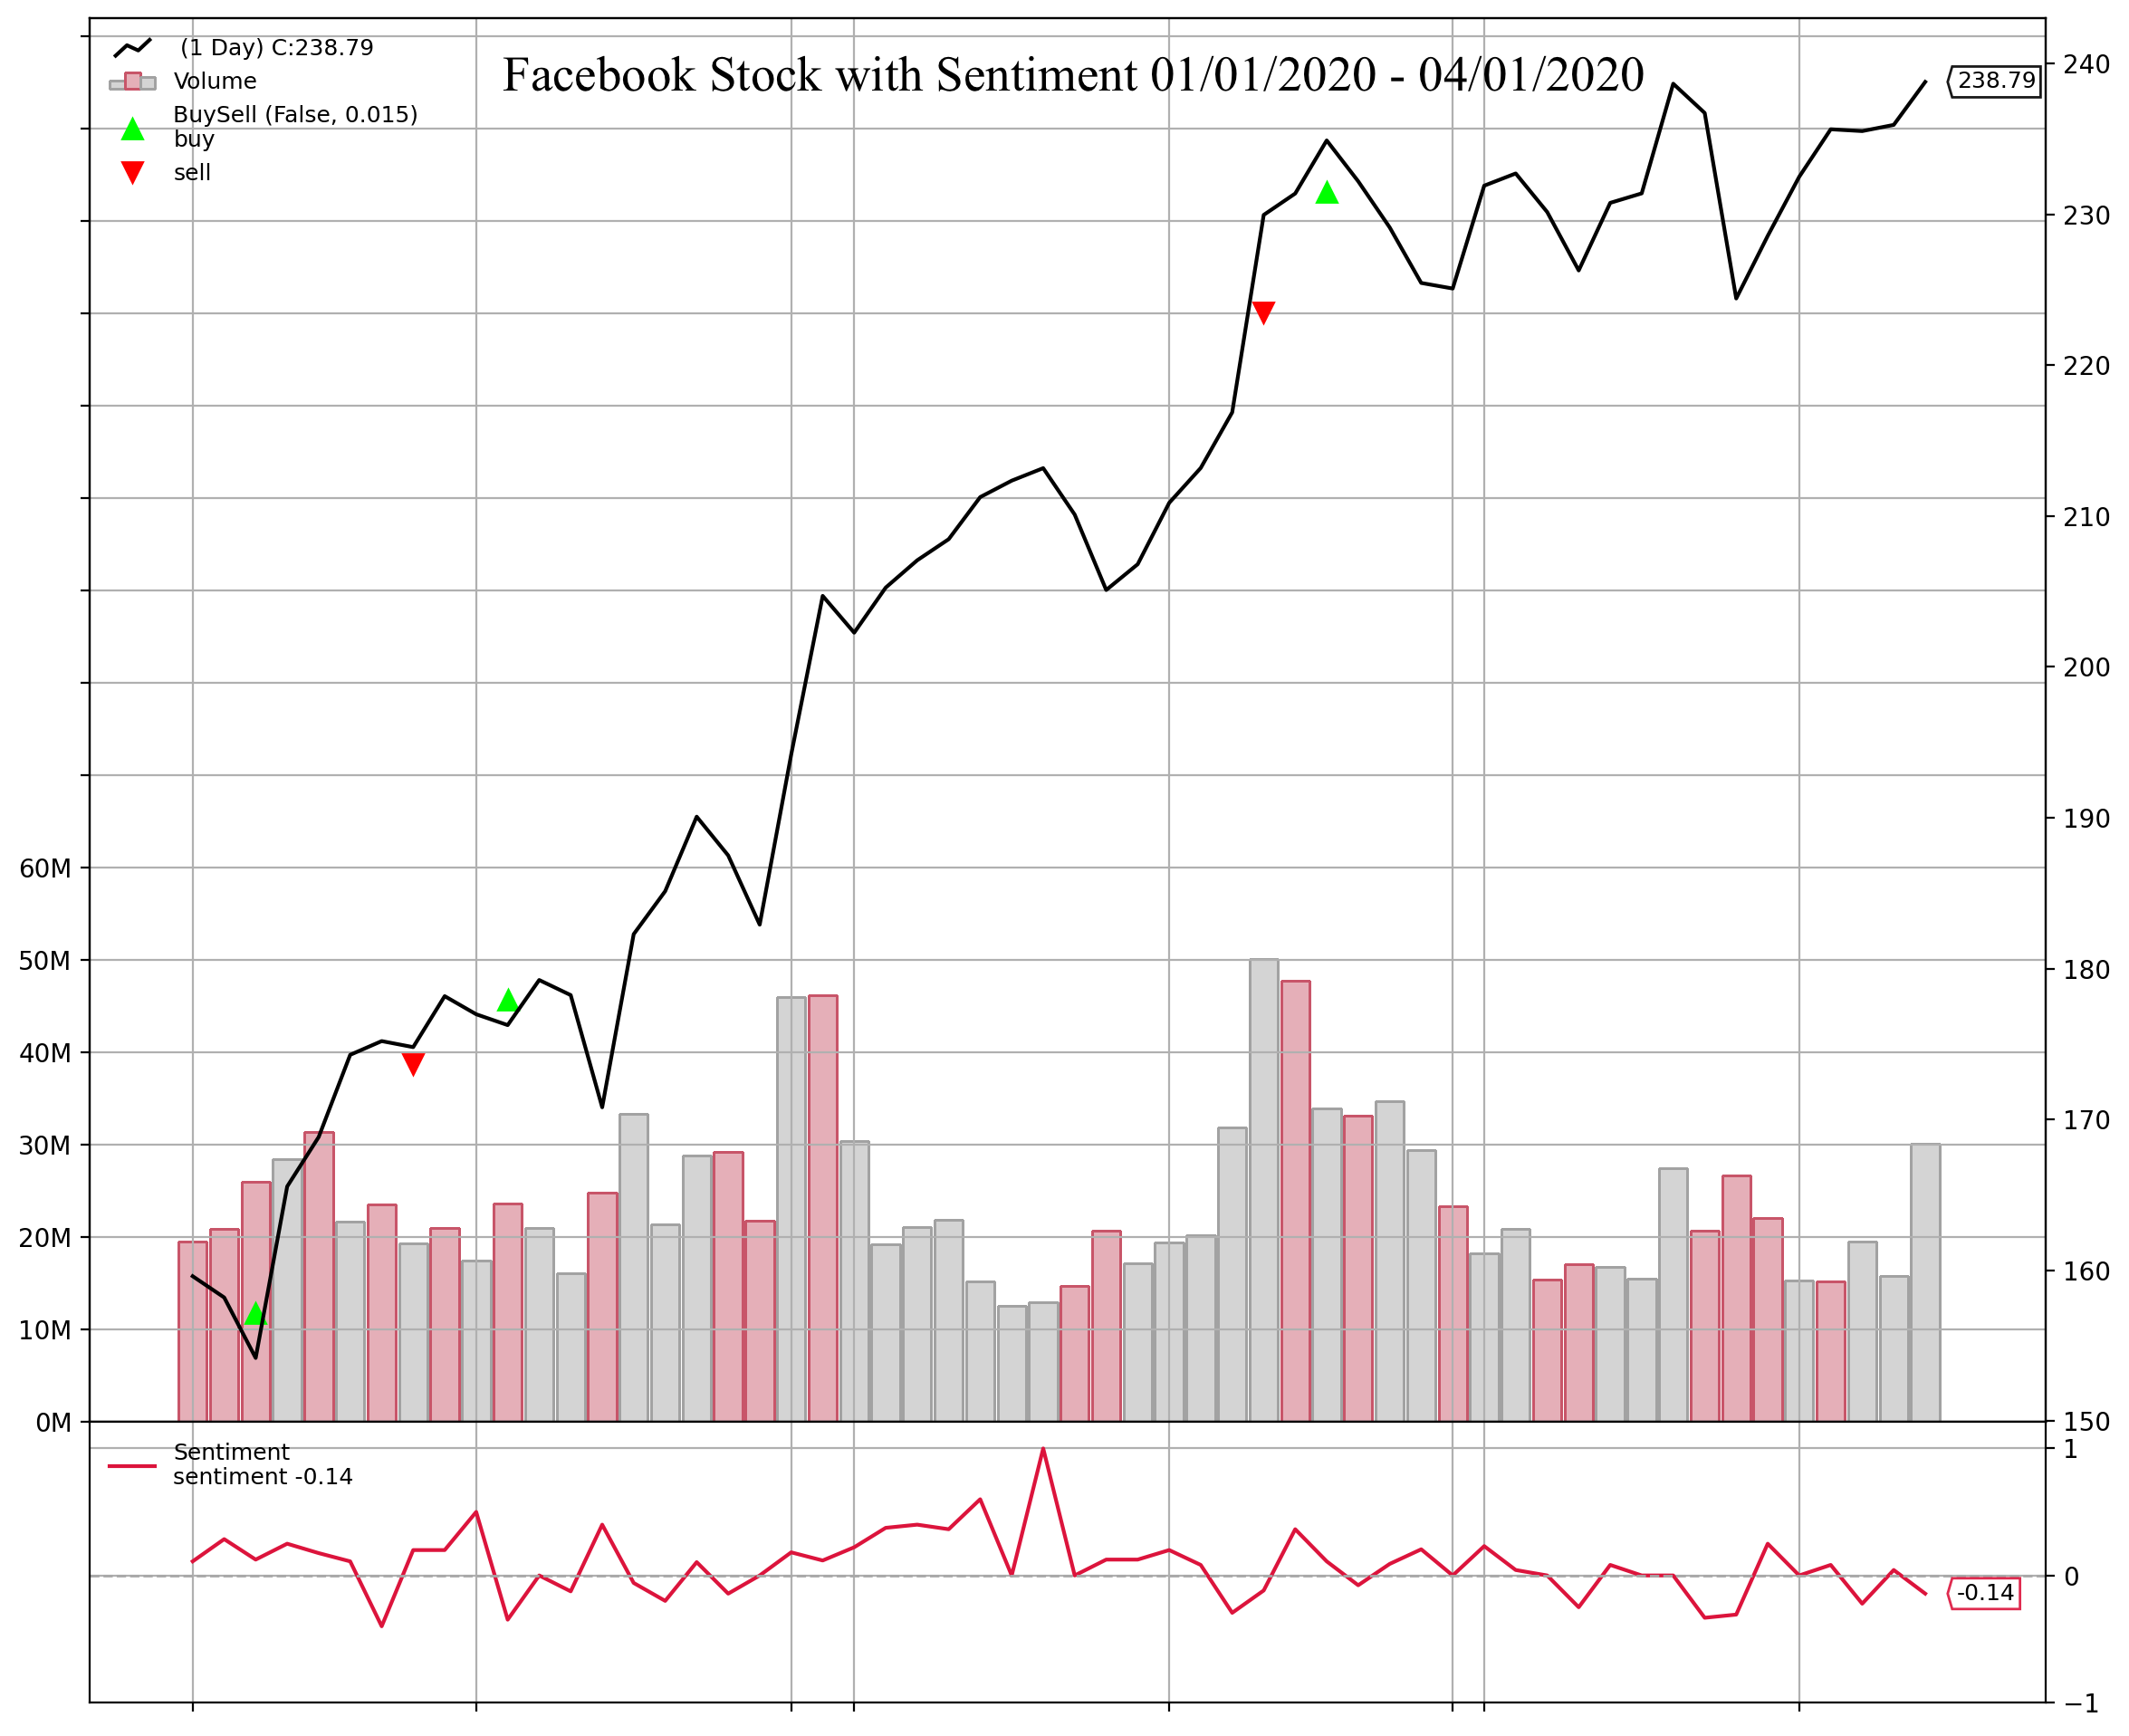 Facebook Stock with Sentiment 01/01/2020 - 04/01/2020
(1 Day) C:238.79
Volume
BuySell (False, 0.015)
buy
sell
238.79
240
230
220
210
200
190
180
170
160
150
60M
50M
40M
30M
20M
10M
0M
Sentiment
sentiment -0.14
1
0
-0.14
−1